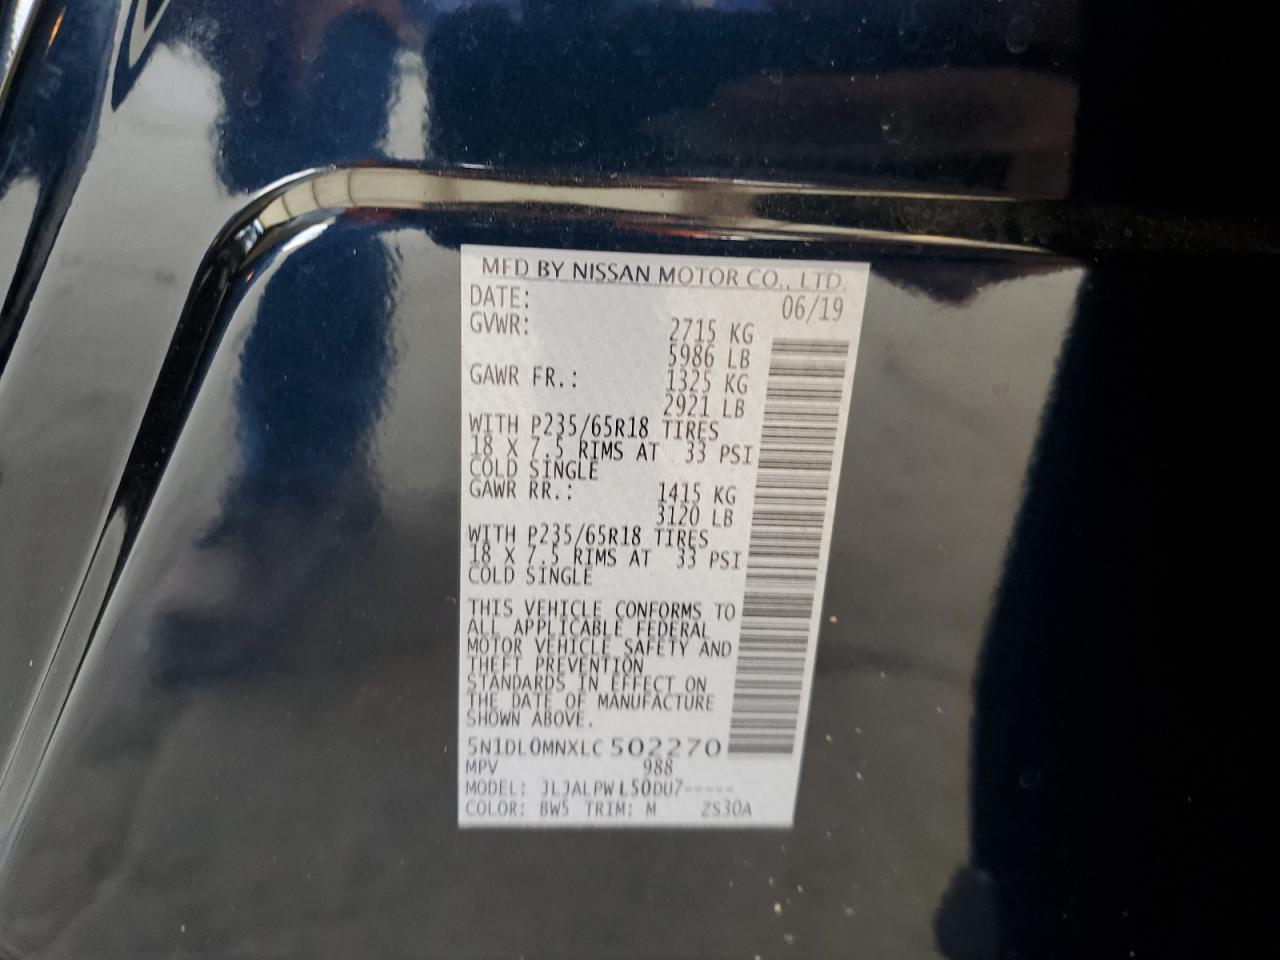 MFD BY NISSAN MOTOR CO., LTD.
DATE: 06/19
GVWR: 2715 KG
5986 LB
GAWR FR.: 1325 KG
2921 LB
WITH P235/65R18 TIRES
18 X 7.5 RIMS AT 33 PSI
COLD SINGLE
GAWR RR.: 1415 KG
3120 LB
WITH P235/65R18 TIRES
18 X 7.5 RIMS AT 33 PSI
COLD SINGLE
THIS VEHICLE CONFORMS TO
ALL APPLICABLE FEDERAL
MOTOR VEHICLE SAFETY AND
THEFT PREVENTION
STANDARDS IN EFFECT ON
THE DATE OF MANUFACTURE
SHOWN ABOVE.
5N1DL0MNXLC502270
MPV 988
MODEL: JLJALPWL50DU7-----
COLOR: BW5 TRIM: M ZS30A